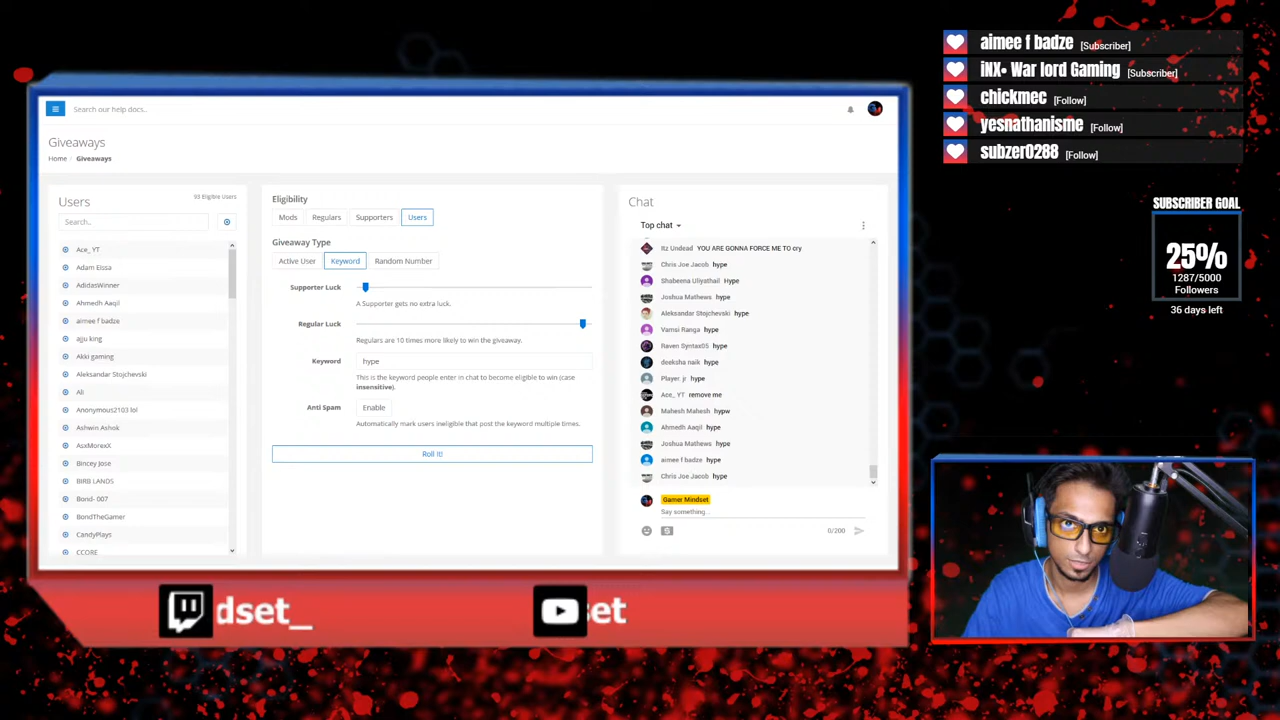 Search our help docs..
Giveaways
Home / Giveaways
Users
93 Eligible Users
Search..
Ace_ YT
Adam Eissa
AdidasWinner
Ahmedh Aaqil
aimee f badze
ajju king
Akki gaming
Aleksandar Stojchevski
Ali
Anonymous2103 lol
Ashwin Ashok
AsxMorexX
Bincey Jose
BIRB LANDS
Bond- 007
BondTheGamer
CandyPlays
CCORE
Eligibility
Mods Regulars Supporters Users
Giveaway Type
Active User Keyword Random Number
Supporter Luck
A Supporter gets no extra luck.
Regular Luck
Regulars are 10 times more likely to win the giveaway.
Keyword hype
This is the keyword people enter in chat to become eligible to win (case
insensitive).
Anti Spam Enable
Automatically mark users ineligible that post the keyword multiple times.
Roll it!
Chat
Top chat
Itz Undead YOU ARE GONNA FORCE ME TO cry
Chris Joe Jacob hype
Shabeena Uliyathail Hype
Joshua Mathews hype
Aleksandar Stojchevski hype
Vamsi Ranga hype
Raven Syntax05 hype
deeksha naik hype
Player jr hype
Ace_ YT remove me
Mahesh Mahesh hypw
Ahmedh Aaqil hype
Joshua Mathews hype
aimee f badze hype
Chris Joe Jacob hype
Gamer Mindset
Say something...
0/200
aimee f badze [Subscriber]
iNX• War lord Gaming [Subscriber]
chickmec [Follow]
yesnathanisme [Follow]
subzer0288 [Follow]
SUBSCRIBER GOAL
25%
1287/5000
Followers
36 days left
dset_
set